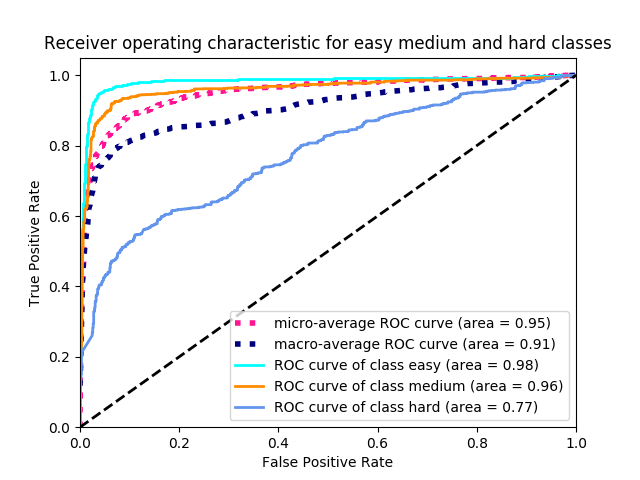 Receiver operating characteristic for easy medium and hard classes
True Positive Rate
1.0
0.8
0.6
0.4
0.2
0.0
micro-average ROC curve (area = 0.95)
macro-average ROC curve (area = 0.91)
ROC curve of class easy (area = 0.98)
ROC curve of class medium (area = 0.96)
ROC curve of class hard (area = 0.77)
0.0 0.2 0.4 0.6 0.8 1.0
False Positive Rate